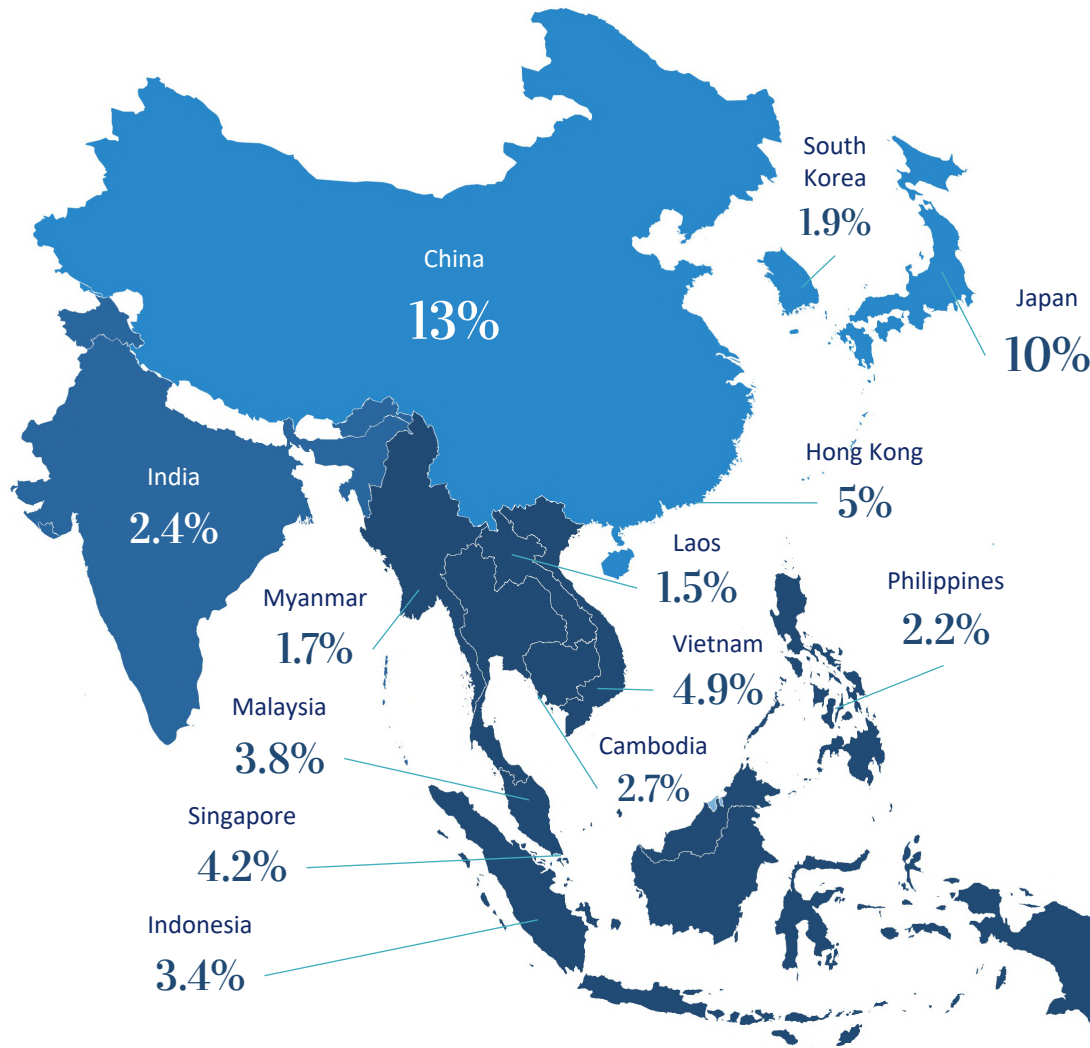 South
Korea
1.9%
China
13%
Japan
10%
Hong Kong
5%
India
2.4%
Laos
1.5%
Philippines
2.2%
Myanmar
1.7%
Vietnam
4.9%
Malaysia
3.8%
Cambodia
2.7%
Singapore
4.2%
Indonesia
3.4%